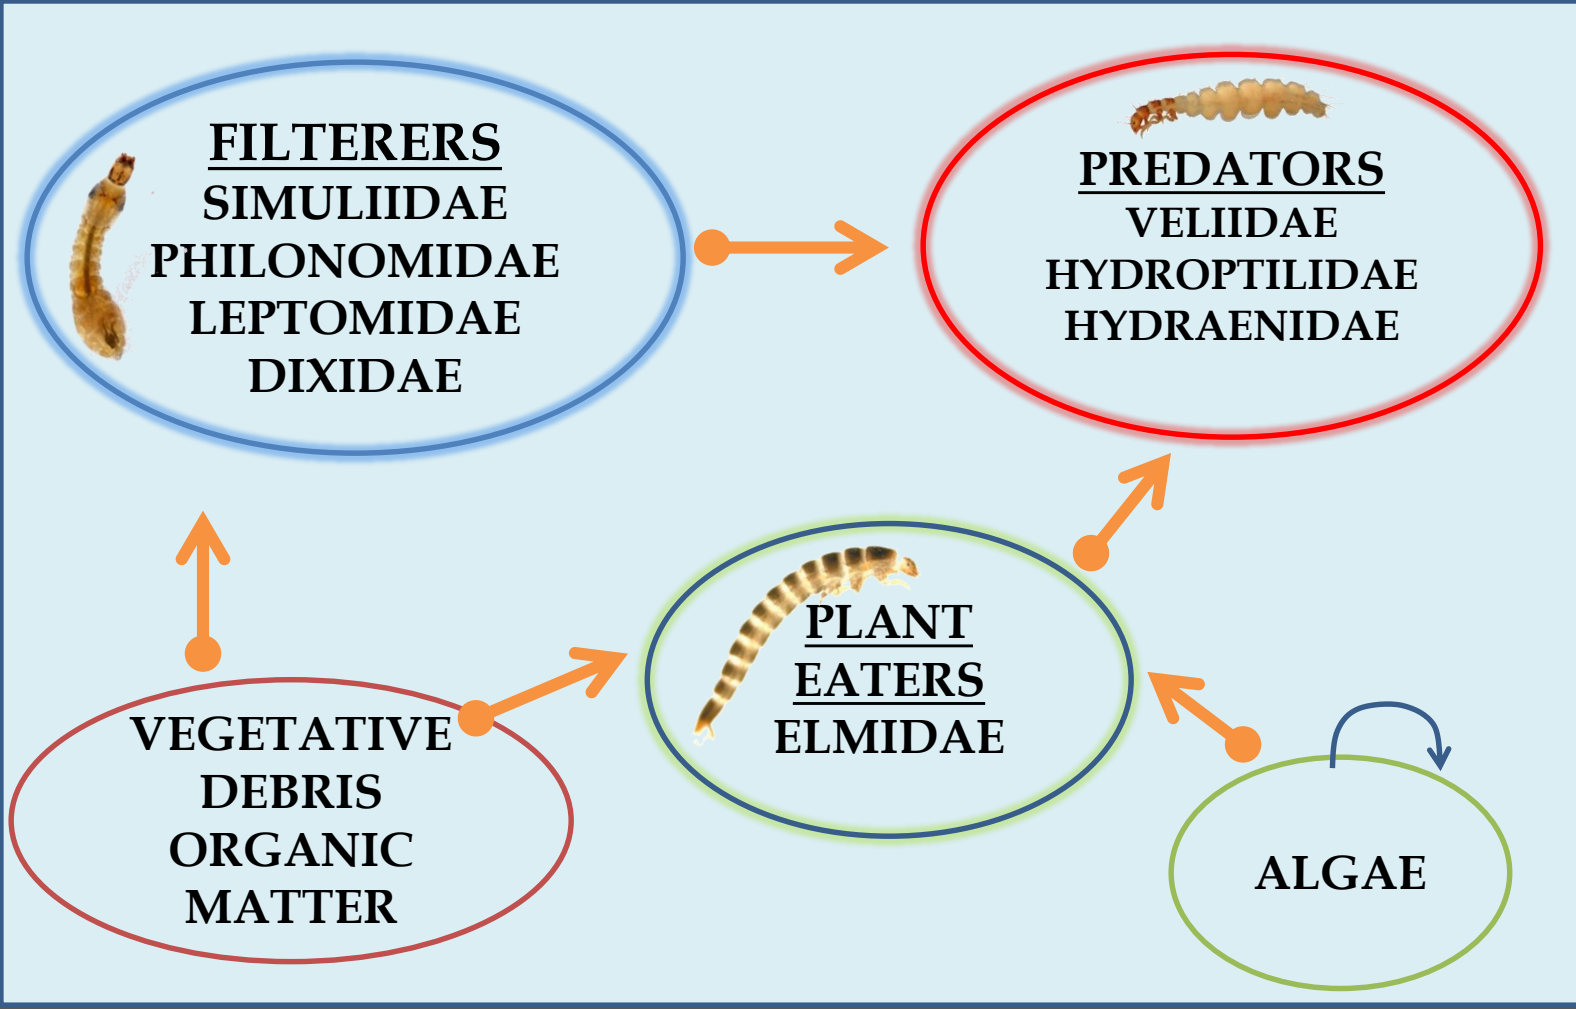 FILTERERS
SIMULIIDAE
PHILONOMIDAE
LEPTOMIDAE
DIXIDAE
PREDATORS
VELIIDAE
HYDROPTILIDAE
HYDRAENIDAE
PLANT
EATERS
ELMIDAE
VEGETATIVE
DEBRIS
ORGANIC
MATTER
ALGAE